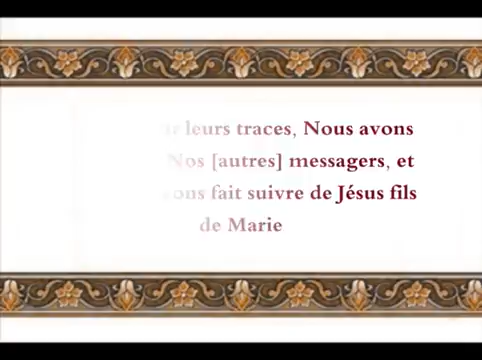 leurs traces, Nous avons
Nos [autres] messagers, et
fait suivre de Jésus fils
de Marie